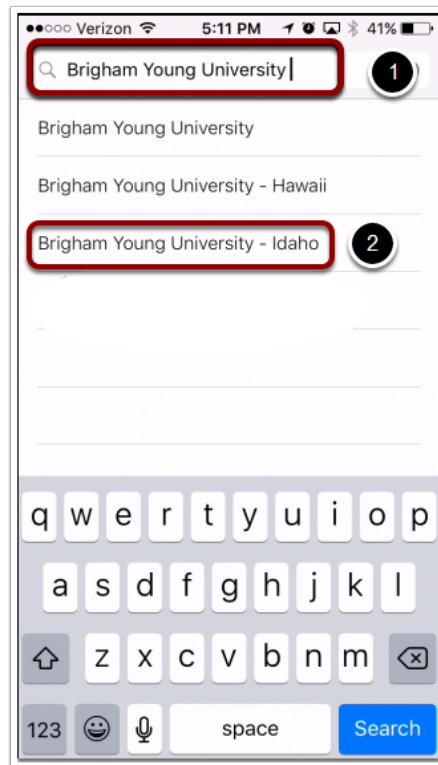 Verizon 5:11 PM 41%
Brigham Young University 1
Brigham Young University
Brigham Young University - Hawaii
Brigham Young University - Idaho 2
q w e r t y u i o p
a s d f g h j k l
z x c v b n m
123 space Search